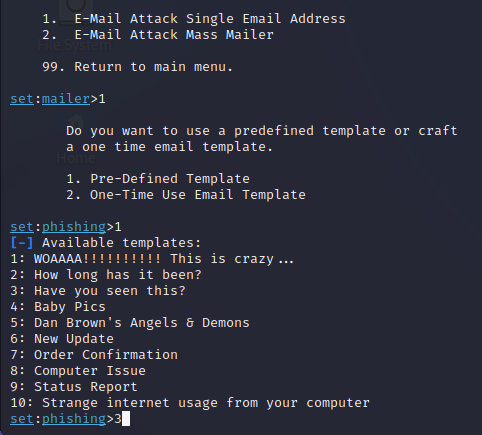 1. E-Mail Attack Single Email Address
2. E-Mail Attack Mass Mailer
File System
99. Return to main menu.
set:mailer>1
Do you want to use a predefined template or craft
a one time email template.
Home
1. Pre-Defined Template
2. One-Time Use Email Template
set:phishing>1
[-] Available templates:
1: WOAAAA!!!!!!!!!! This is crazy...
2: How long has it been?
3: Have you seen this?
4: Baby Pics
5: Dan Brown's Angels & Demons
6: New Update
7: Order Confirmation
8: Computer Issue
9: Status Report
10: Strange internet usage from your computer
set:phishing>3